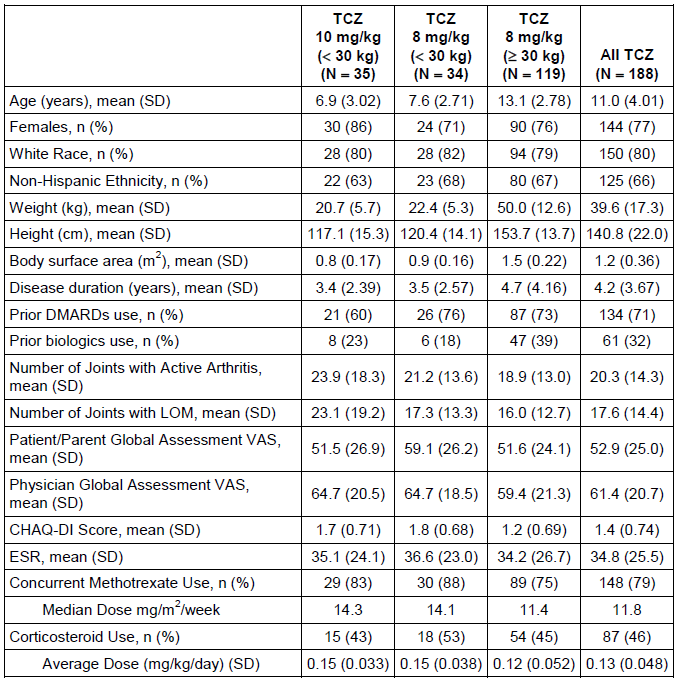 TCZ 10 mg/kg (< 30 kg) (N = 35) TCZ 8 mg/kg (< 30 kg) (N = 34) TCZ 8 mg/kg (≥ 30 kg) (N = 119) All TCZ (N = 188)
Age (years), mean (SD) 6.9 (3.02) 7.6 (2.71) 13.1 (2.78) 11.0 (4.01)
Females, n (%) 30 (86) 24 (71) 90 (76) 144 (77)
White Race, n (%) 28 (80) 28 (82) 94 (79) 150 (80)
Non-Hispanic Ethnicity, n (%) 22 (63) 23 (68) 80 (67) 125 (66)
Weight (kg), mean (SD) 20.7 (5.7) 22.4 (5.3) 50.0 (12.6) 39.6 (17.3)
Height (cm), mean (SD) 117.1 (15.3) 120.4 (14.1) 153.7 (13.7) 140.8 (22.0)
Body surface area (m²), mean (SD) 0.8 (0.17) 0.9 (0.16) 1.5 (0.22) 1.2 (0.36)
Disease duration (years), mean (SD) 3.4 (2.39) 3.5 (2.57) 4.7 (4.16) 4.2 (3.67)
Prior DMARDs use, n (%) 21 (60) 26 (76) 87 (73) 134 (71)
Prior biologics use, n (%) 8 (23) 6 (18) 47 (39) 61 (32)
Number of Joints with Active Arthritis, mean (SD) 23.9 (18.3) 21.2 (13.6) 18.9 (13.0) 20.3 (14.3)
Number of Joints with LOM, mean (SD) 23.1 (19.2) 17.3 (13.3) 16.0 (12.7) 17.6 (14.4)
Patient/Parent Global Assessment VAS, mean (SD) 51.5 (26.9) 59.1 (26.2) 51.6 (24.1) 52.9 (25.0)
Physician Global Assessment VAS, mean (SD) 64.7 (20.5) 64.7 (18.5) 59.4 (21.3) 61.4 (20.7)
CHAQ-DI Score, mean (SD) 1.7 (0.71) 1.8 (0.68) 1.2 (0.69) 1.4 (0.74)
ESR, mean (SD) 35.1 (24.1) 36.6 (23.0) 34.2 (26.7) 34.8 (25.5)
Concurrent Methotrexate Use, n (%) 29 (83) 30 (88) 89 (75) 148 (79)
Median Dose mg/m²/week 14.3 14.1 11.4 11.8
Corticosteroid Use, n (%) 15 (43) 18 (53) 54 (45) 87 (46)
Average Dose (mg/kg/day) (SD) 0.15 (0.033) 0.15 (0.038) 0.12 (0.052) 0.13 (0.048)